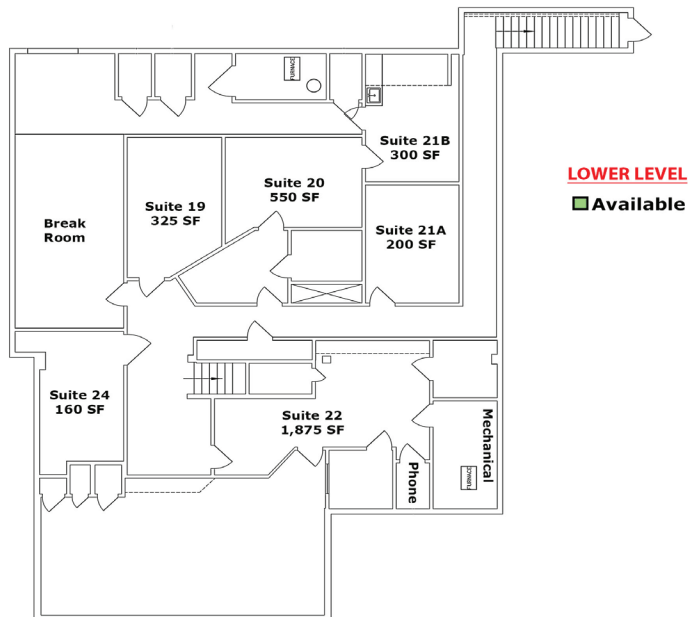 Suite 21B
300 SF
LOWER LEVEL
Available
Suite 20
550 SF
Suite 19
325 SF
Break
Room
Suite 21A
200 SF
Suite 24
160 SF
Suite 22
1,875 SF
Mechanical
Phone